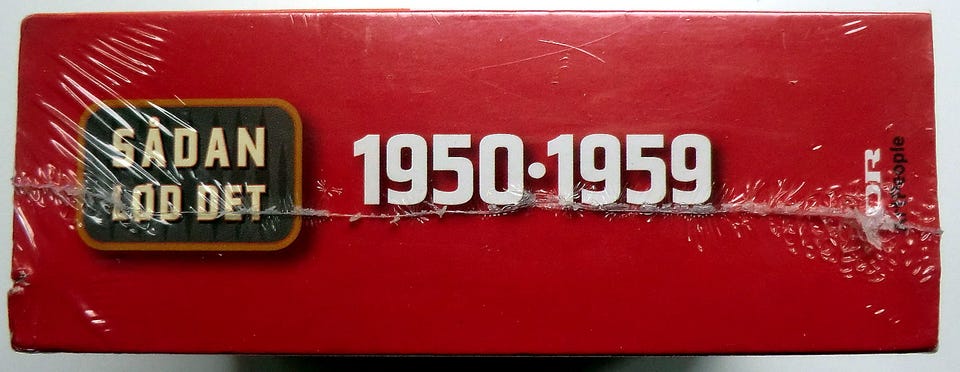 SÅDAN
LØD DET
1950·1959
DR